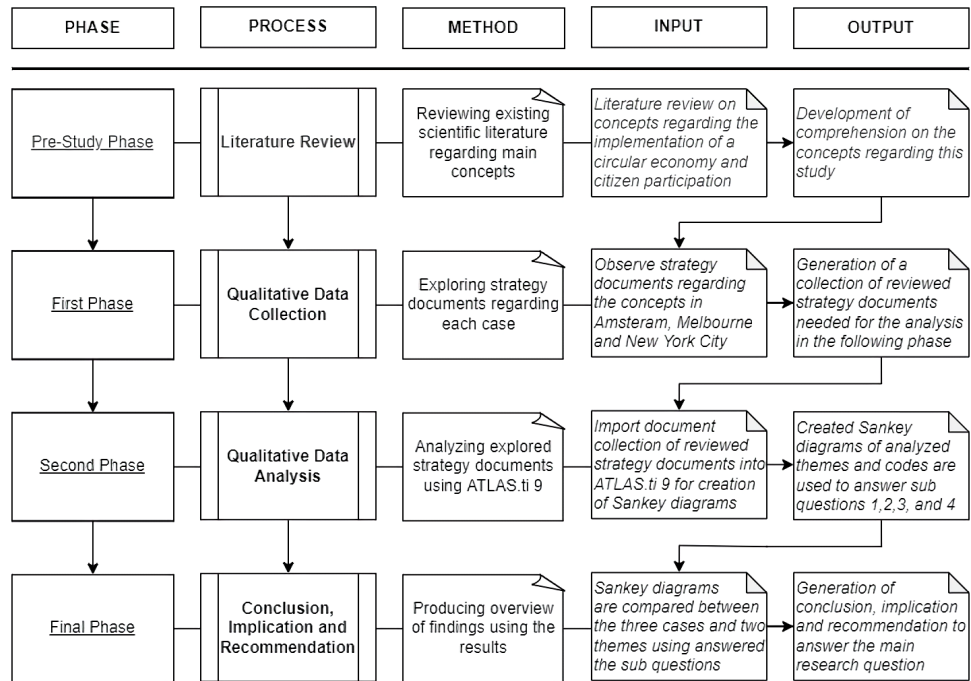 PHASE
PROCESS
METHOD
INPUT
OUTPUT
Pre-Study Phase
Literature Review
Reviewing existing
scientific literature
regarding main
concepts
Literature review on
concepts regarding the
implementation of a
circular economy and
citizen participation
Development of
comprehension on the
concepts regarding this
study
First Phase
Qualitative Data
Collection
Exploring strategy
documents regarding
each case
Observe strategy
documents regarding
the concepts in
Amsteram, Melbourne
and New York City
Generation of a
collection of reviewed
strategy documents
needed for the analysis
in the following phase
Second Phase
Qualitative Data
Analysis
Analyzing explored
strategy documents
using ATLAS.ti 9
Import document
collection of reviewed
strategy documents into
ATLAS.ti 9 for creation
of Sankey diagrams
Created Sankey
diagrams of analyzed
themes and codes are
used to answer sub
questions 1,2,3, and 4
Final Phase
Conclusion,
Implication and
Recommendation
Producing overview
of findings using the
results
Sankey diagrams
are compared between
the three cases and two
themes using answered
the sub questions
Generation of
conclusion, implication
and recommendation to
answer the main
research question